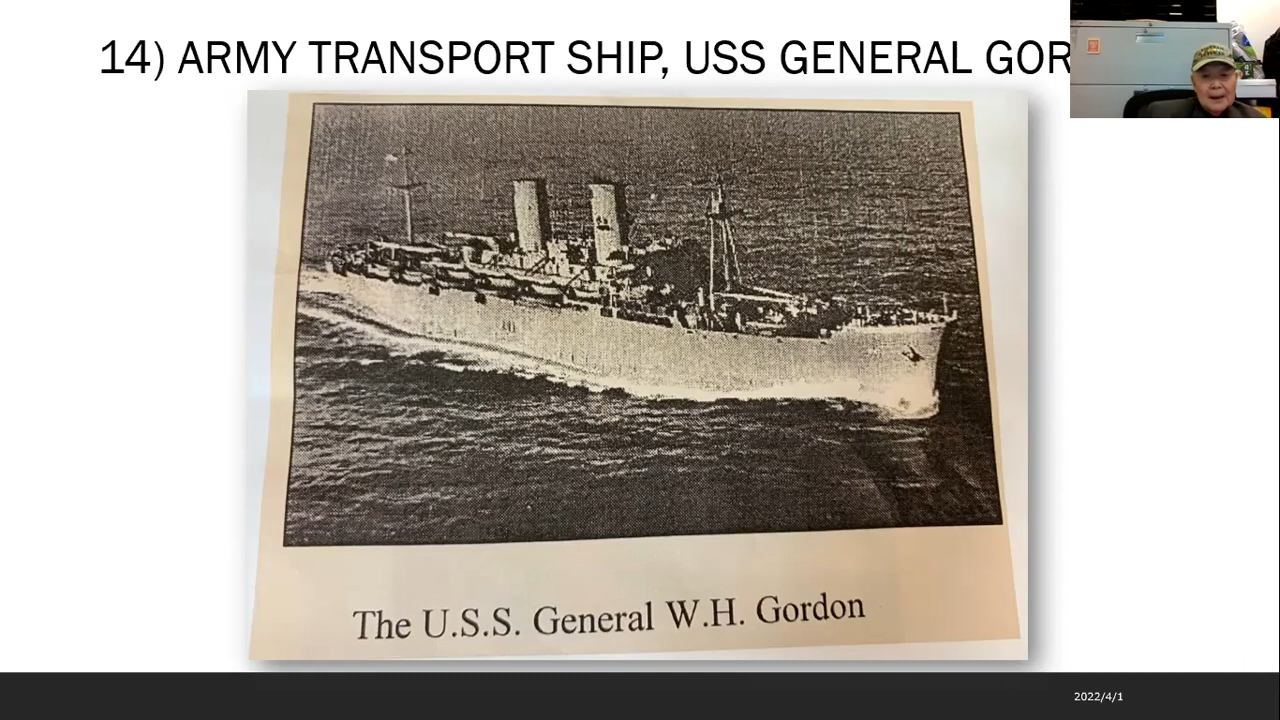 14) ARMY TRANSPORT SHIP, USS GENERAL GOR
The U.S.S. General W.H. Gordon
2022/4/1